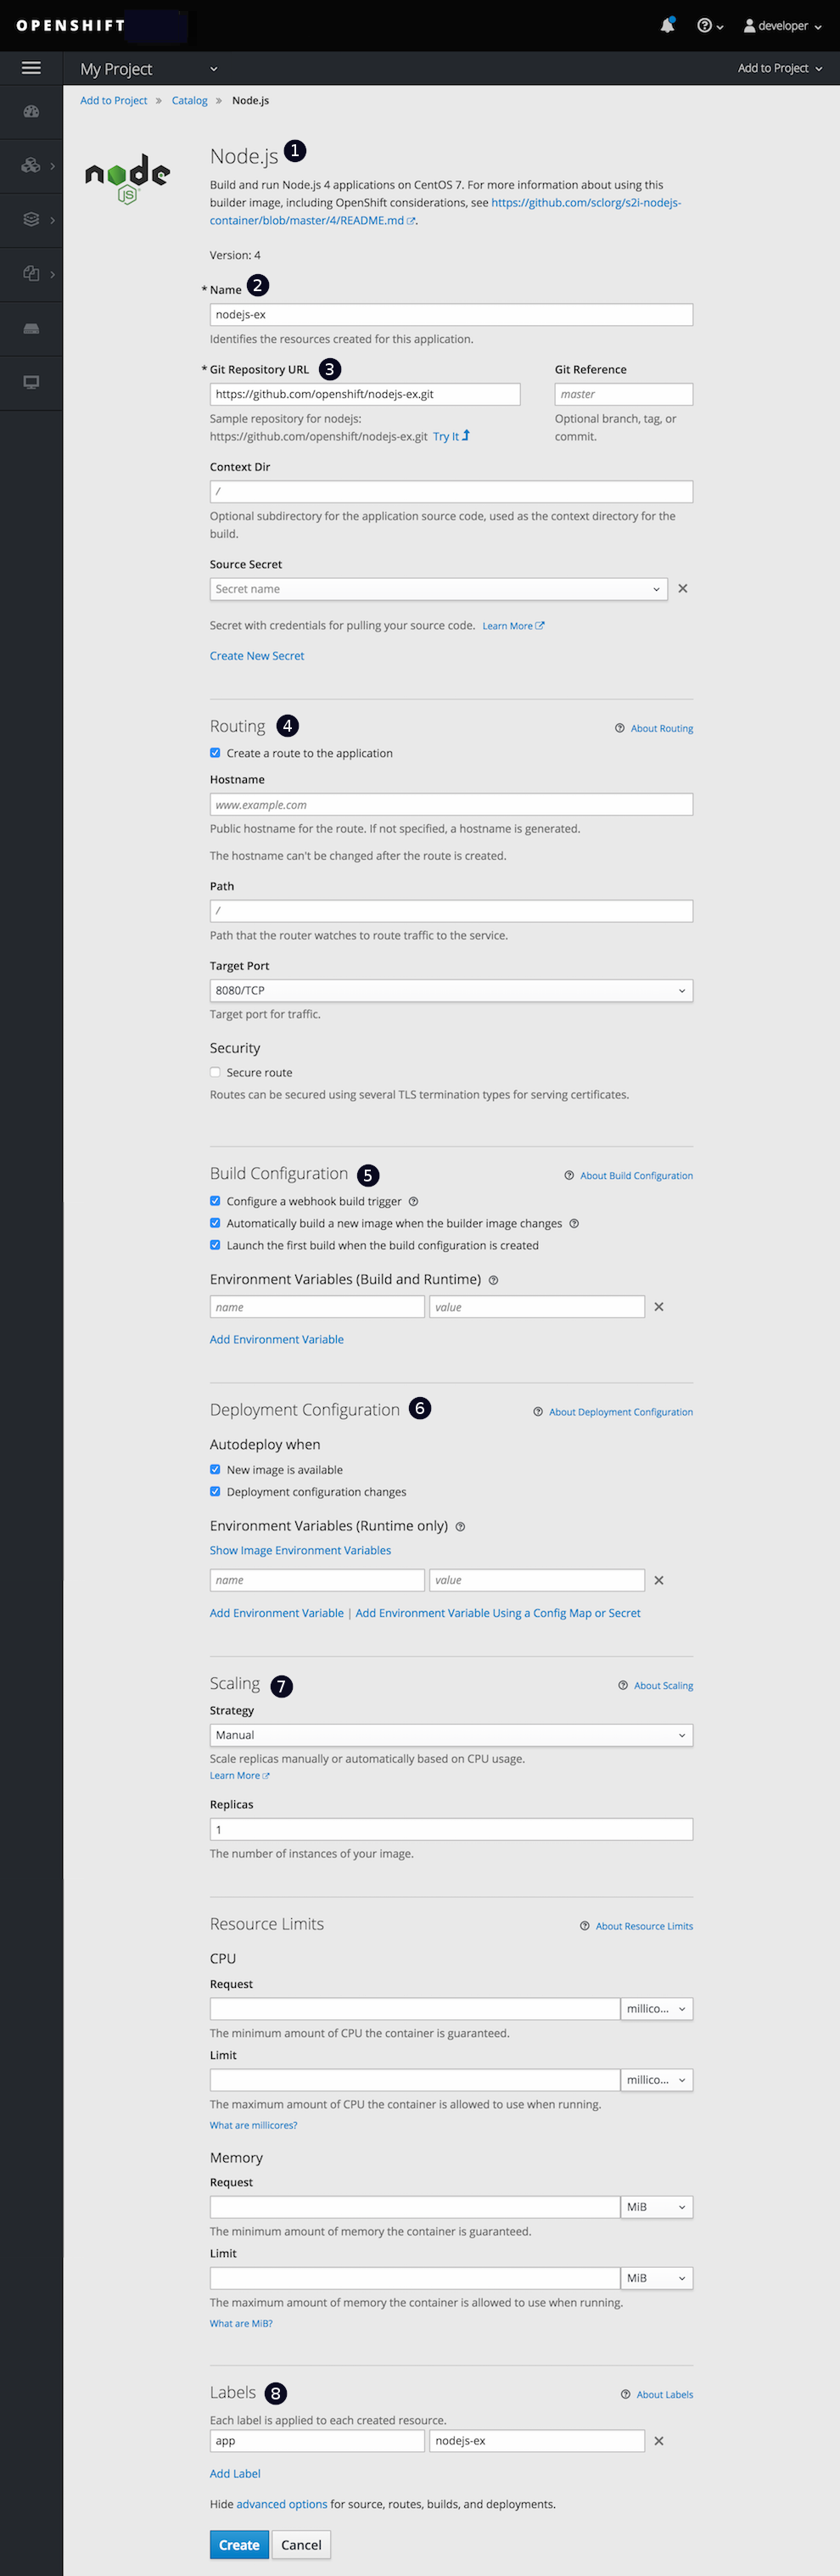 OPENSHIFT
developer
My Project
Add to Project
Add to Project » Catalog » Node.js
node
JS
Node.js 1
Build and run Node.js 4 applications on CentOS 7. For more information about using this
builder image, including OpenShift considerations, see https://github.com/sclorg/s2i-nodejs-
container/blob/master/4/README.md.
Version: 4
* Name 2
nodejs-ex
Identifies the resources created for this application.
* Git Repository URL 3
Git Reference
https://github.com/openshift/nodejs-ex.git
master
Sample repository for nodejs:
https://github.com/openshift/nodejs-ex.git Try It
Optional branch, tag, or
commit.
Context Dir
/
Optional subdirectory for the application source code, used as the context directory for the
build.
Source Secret
Secret name
Secret with credentials for pulling your source code. Learn More
Create New Secret
Routing 4
About Routing
Create a route to the application
Hostname
www.example.com
Public hostname for the route. If not specified, a hostname is generated.
The hostname can't be changed after the route is created.
Path
/
Path that the router watches to route traffic to the service.
Target Port
8080/TCP
Target port for traffic.
Security
Secure route
Routes can be secured using several TLS termination types for serving certificates.
Build Configuration 5
About Build Configuration
Configure a webhook build trigger
Automatically build a new image when the builder image changes
Launch the first build when the build configuration is created
Environment Variables (Build and Runtime)
name value
Add Environment Variable
Deployment Configuration 6
About Deployment Configuration
Autodeploy when
New image is available
Deployment configuration changes
Environment Variables (Runtime only)
Show Image Environment Variables
name value
Add Environment Variable | Add Environment Variable Using a Config Map or Secret
Scaling 7
About Scaling
Strategy
Manual
Scale replicas manually or automatically based on CPU usage.
Learn More
Replicas
1
The number of instances of your image.
Resource Limits
About Resource Limits
CPU
Request
millico...
The minimum amount of CPU the container is guaranteed.
Limit
millico...
The maximum amount of CPU the container is allowed to use when running.
What are millicores?
Memory
Request
MiB
The minimum amount of memory the container is guaranteed.
Limit
MiB
The maximum amount of memory the container is allowed to use when running.
What are MiB?
Labels 8
About Labels
Each label is applied to each created resource.
app nodejs-ex
Add Label
Hide advanced options for source, routes, builds, and deployments.
Create Cancel